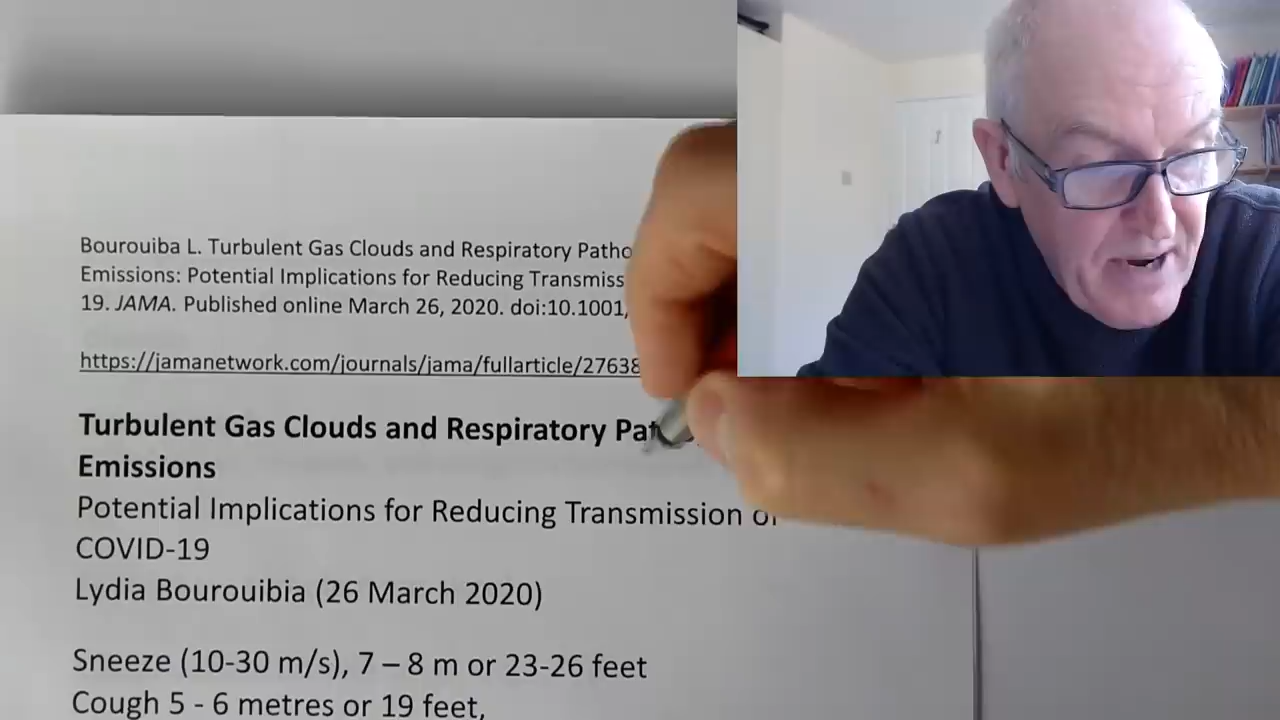 Bourouiba L. Turbulent Gas Clouds and Respiratory Patho
Emissions: Potential Implications for Reducing Transmiss
19. JAMA. Published online March 26, 2020. doi:10.1001,
https://jamanetwork.com/journals/jama/fullarticle/27638
Turbulent Gas Clouds and Respiratory Pat
Emissions
Potential Implications for Reducing Transmission of
COVID-19
Lydia Bourouibia (26 March 2020)
Sneeze (10-30 m/s), 7 – 8 m or 23-26 feet
Cough 5 - 6 metres or 19 feet,